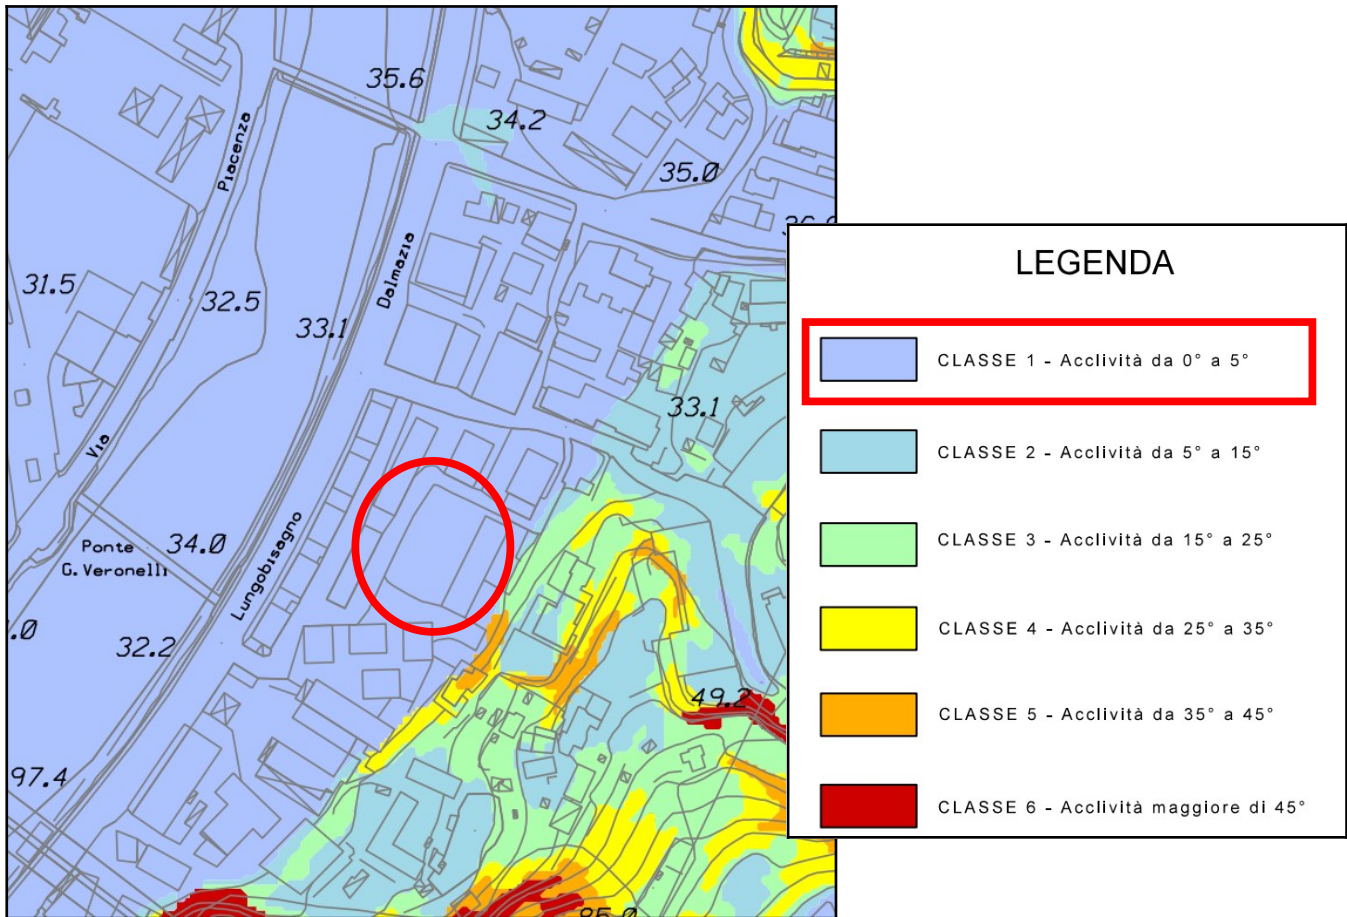 35.6
34.2
35.0
Piacenza
Dalmazia
31.5
32.5
33.1
33.1
Via
Ponte
G. Veronelli
34.0
Lungobisagno
.0
32.2
49.2
97.4
85.0
LEGENDA
CLASSE 1 - Acclività da 0° a 5°
CLASSE 2 - Acclività da 5° a 15°
CLASSE 3 - Acclività da 15° a 25°
CLASSE 4 - Acclività da 25° a 35°
CLASSE 5 - Acclività da 35° a 45°
CLASSE 6 - Acclività maggiore di 45°